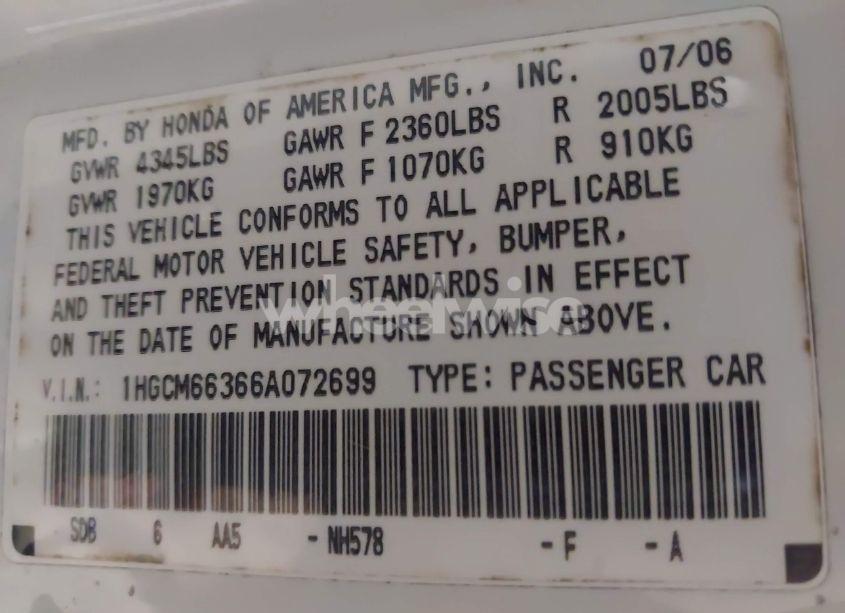 MFD. BY HONDA OF AMERICA MFG., INC. 07/06
GVWR 4345LBS GAWR F 2360LBS R 2005LBS
GVWR 1970KG GAWR F 1070KG R 910KG
THIS VEHICLE CONFORMS TO ALL APPLICABLE
FEDERAL MOTOR VEHICLE SAFETY, BUMPER,
AND THEFT PREVENTION STANDARDS IN EFFECT
wheelwise
ON THE DATE OF MANUFACTURE SHOWN ABOVE.
V.I.N.: 1HGCM66366A072699 TYPE: PASSENGER CAR
SDB 6 AA5 - NH578 - F - A